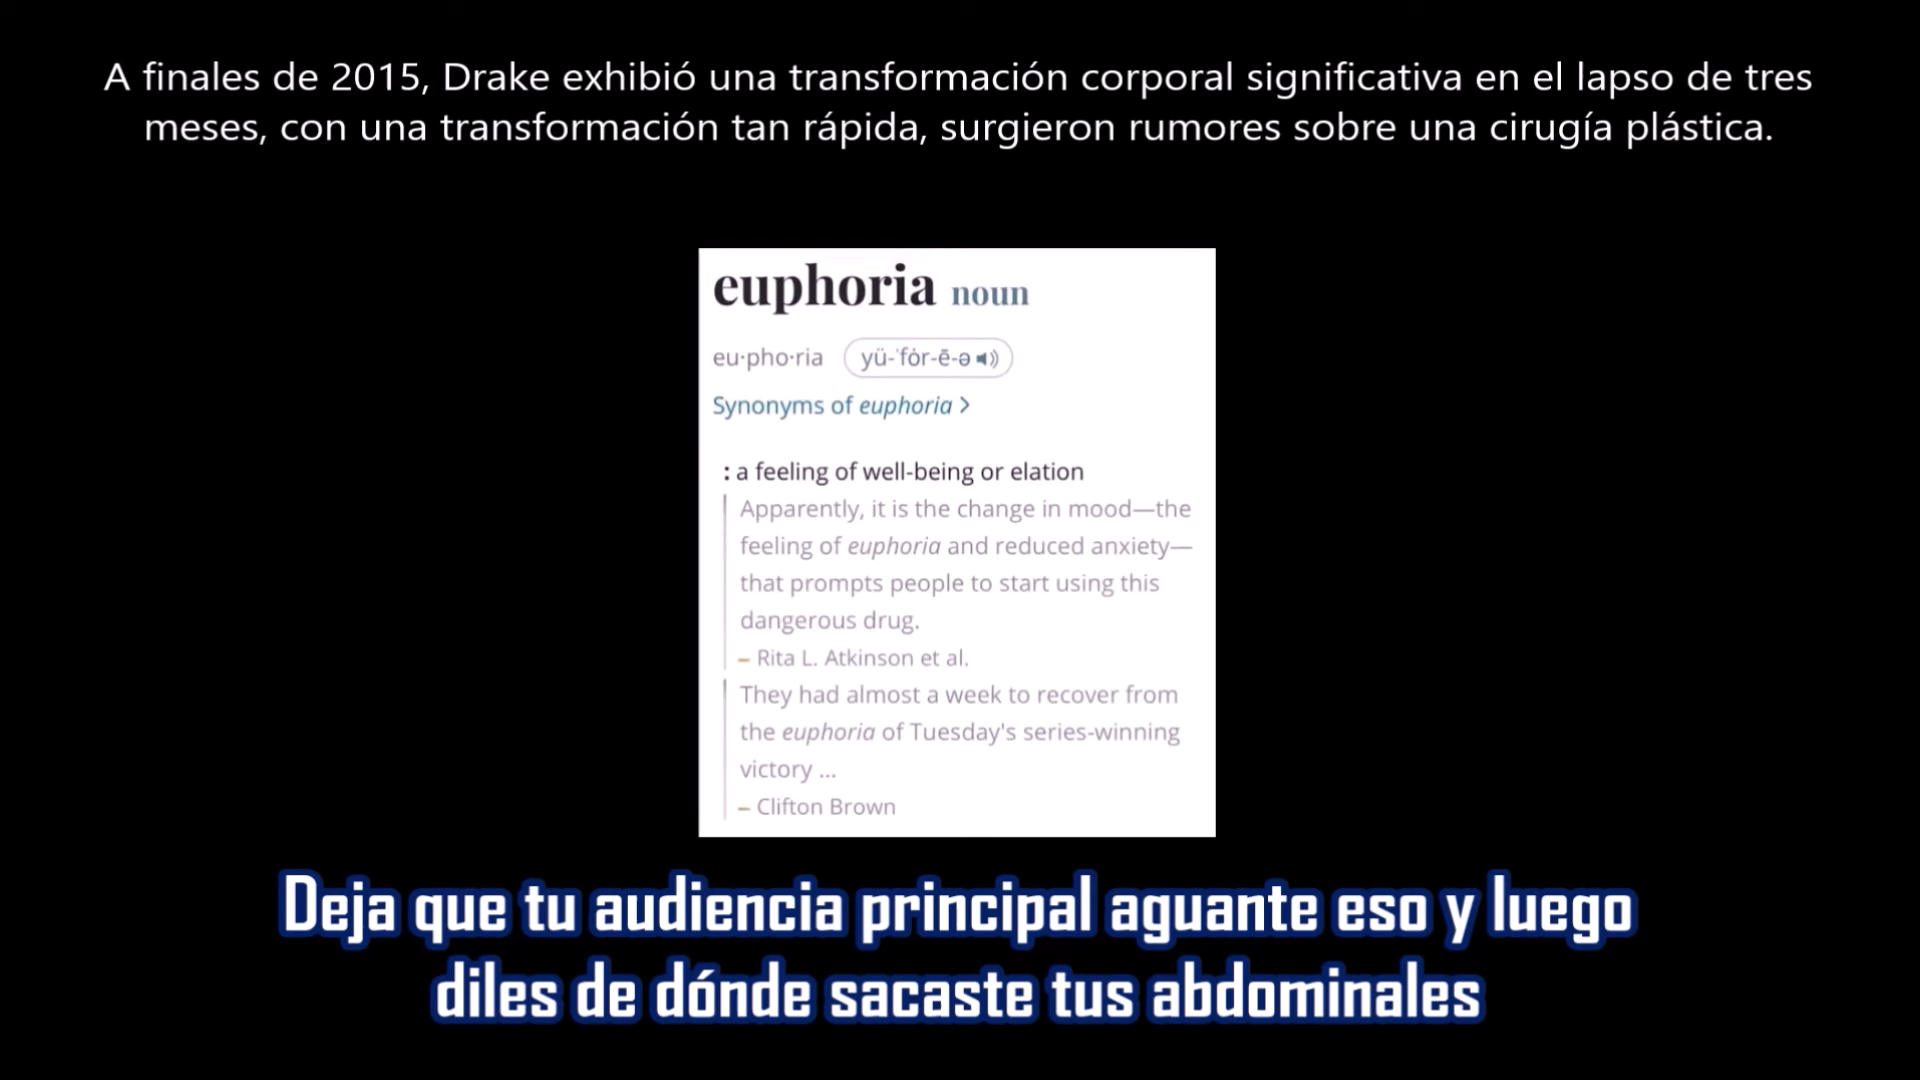 A finales de 2015, Drake exhibió una transformación corporal significativa en el lapso de tres
meses, con una transformación tan rápida, surgieron rumores sobre una cirugía plástica.
euphoria noun
eu·pho·ria yü-ˈfȯr-ē-ə
Synonyms of euphoria >
: a feeling of well-being or elation
Apparently, it is the change in mood—the
feeling of euphoria and reduced anxiety—
that prompts people to start using this
dangerous drug.
– Rita L. Atkinson et al.
They had almost a week to recover from
the euphoria of Tuesday's series-winning
victory ...
– Clifton Brown
Deja que tu audiencia principal aguante eso y luego
diles de dónde sacaste tus abdominales